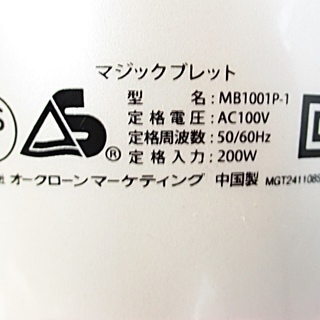 マジックブレット
型 名 : MB1001P-1
定 格 電 圧 : AC100V
定格周波数 : 50/60Hz
定 格 入 力 : 200W
オークローンマーケティング 中国製